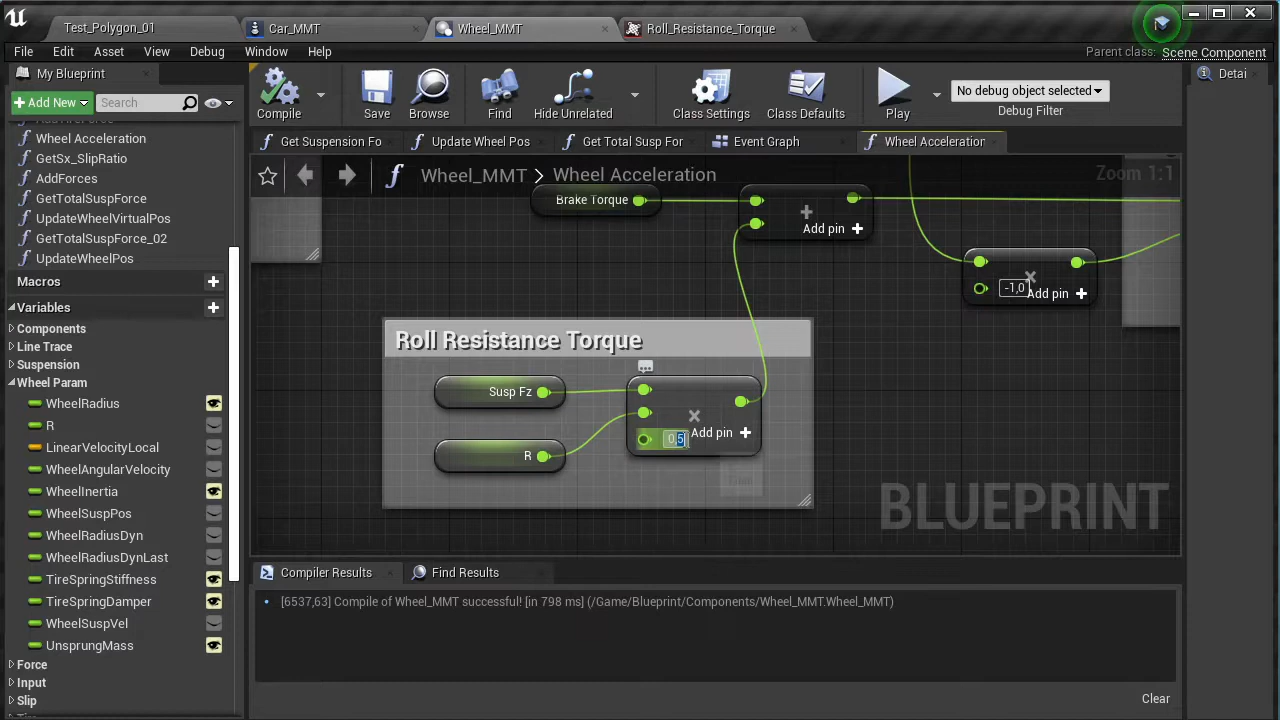 Test_Polygon_01
Car_MMT
Wheel_MMT
Roll_Resistance_Torque
File Edit Asset View Debug Window Help
Parent class: Scene Component
My Blueprint
Detai
Add New
Search
Compile
Save
Browse
Find
Hide Unrelated
Class Settings
Class Defaults
Play
No debug object selected
Debug Filter
Wheel Acceleration
GetSx_SlipRatio
AddForces
GetTotalSuspForce
UpdateWheelVirtualPos
GetTotalSuspForce_02
UpdateWheelPos
Macros
Variables
Components
Line Trace
Suspension
Wheel Param
WheelRadius
R
LinearVelocityLocal
WheelAngularVelocity
WheelInertia
WheelSuspPos
WheelRadiusDyn
WheelRadiusDynLast
TireSpringStiffness
TireSpringDamper
WheelSuspVel
UnsprungMass
Force
Input
Slip
Get Suspension Fo
Update Wheel Pos
Get Total Susp For
Event Graph
Wheel Acceleration
f Wheel_MMT > Wheel Acceleration
Zoom 1:1
Brake Torque
Add pin
-1,0
Add pin
Roll Resistance Torque
Susp Fz
R
0,5
Add pin
BLUEPRINT
Compiler Results
Find Results
[6537,63] Compile of Wheel_MMT successful! [in 798 ms] (/Game/Blueprint/Components/Wheel_MMT.Wheel_MMT)
Clear